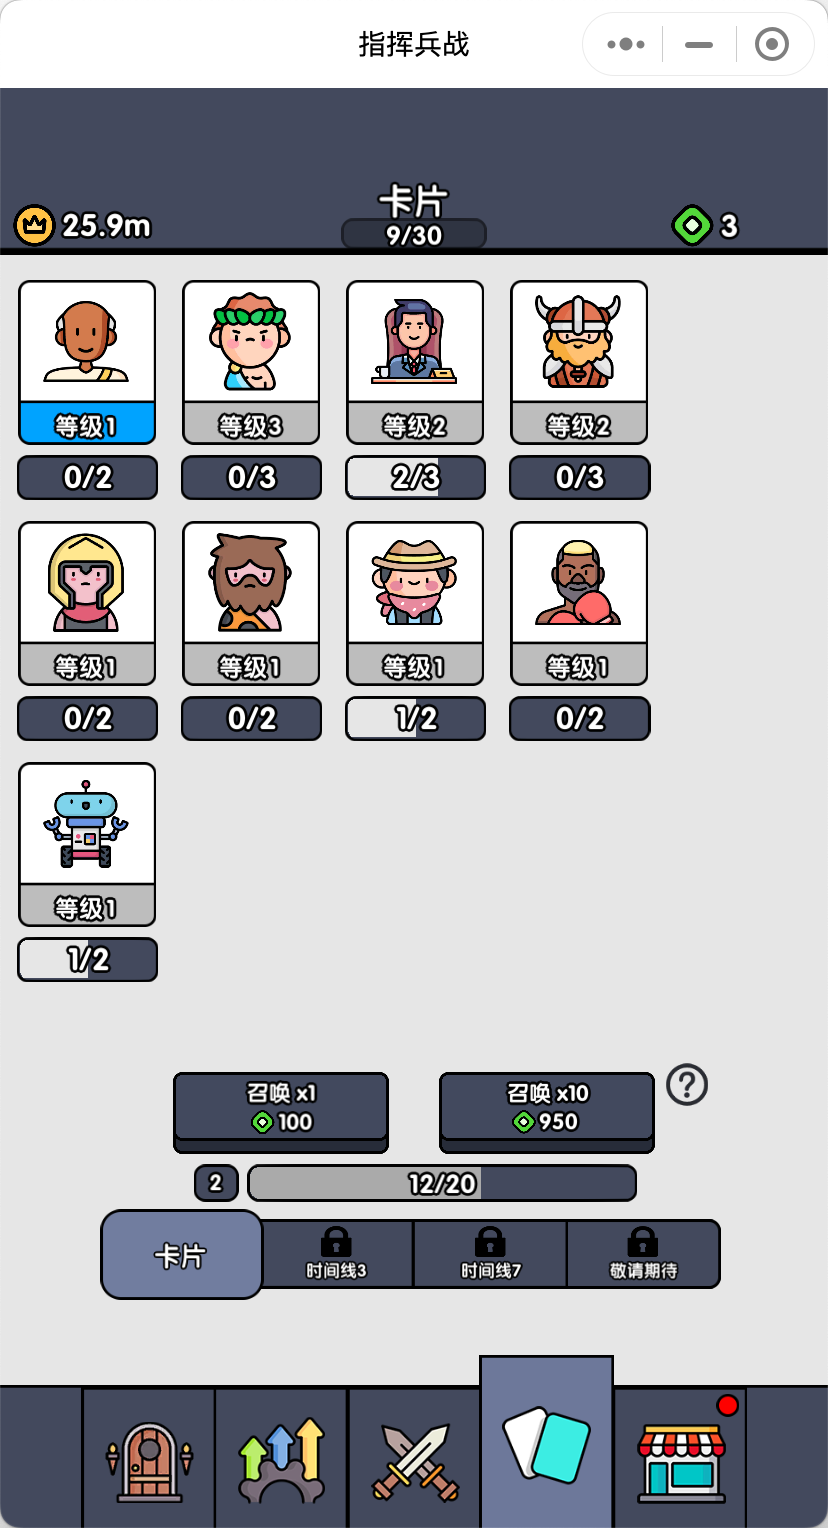 指挥兵战
卡片
25.9m
9/30
3
等级1
等级3
等级2
等级2
0/2
0/3
2/3
0/3
等级1
等级1
等级1
等级1
0/2
0/2
1/2
0/2
等级1
1/2
召唤 x1
召唤 x10
100
950
2
12/20
卡片
时间线3
时间线7
敬请期待